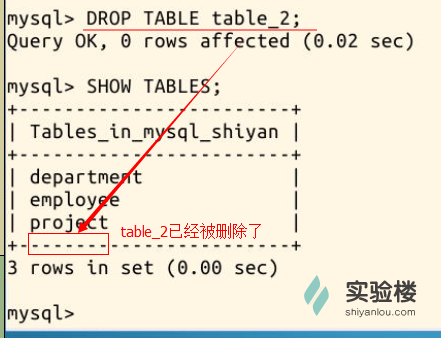 mysql> DROP TABLE table_2;
Query OK, 0 rows affected (0.02 sec)
mysql> SHOW TABLES;
+------------------------+
| Tables_in_mysql_shiyan |
+------------------------+
| department             |
| employee               |
| project                |
+------------------------+
table_2已经被删除了
3 rows in set (0.00 sec)
mysql>
实验楼
shiyanlou.com